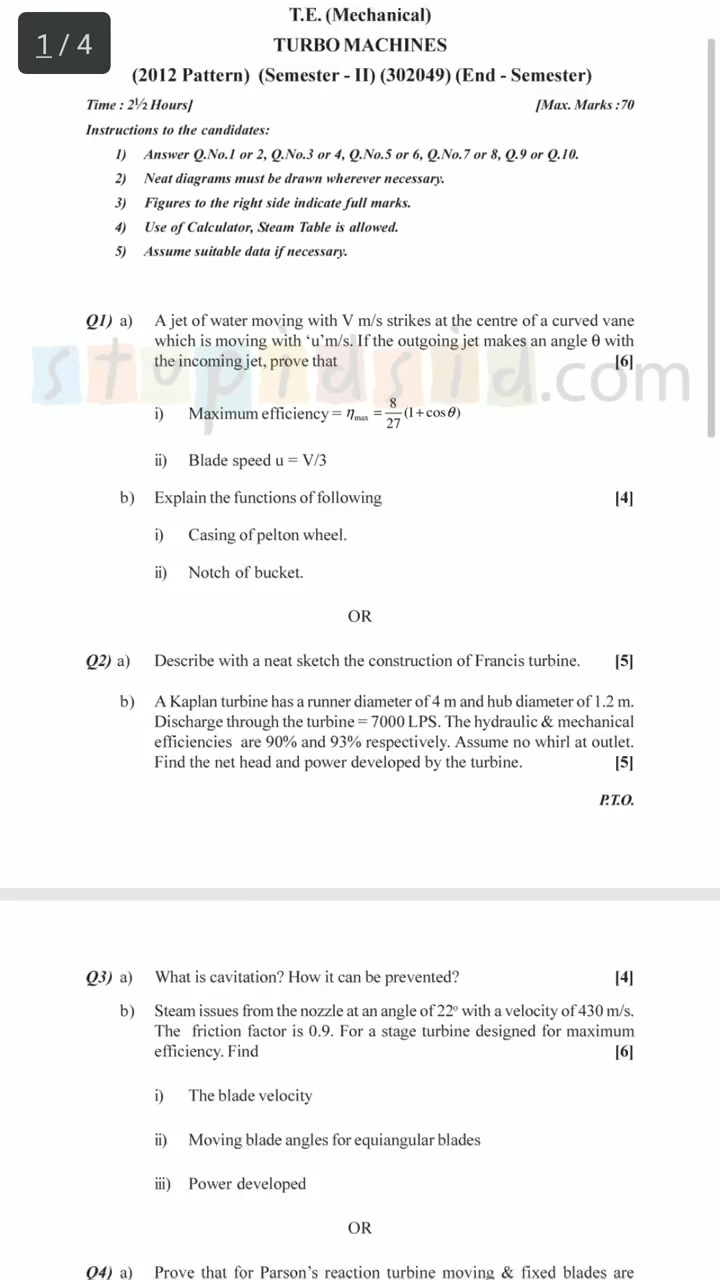 1 / 4
T.E. (Mechanical)
TURBO MACHINES
(2012 Pattern) (Semester - II) (302049) (End - Semester)
Time : 2½ Hours] [Max. Marks :70
Instructions to the candidates:
1) Answer Q.No.1 or 2, Q.No.3 or 4, Q.No.5 or 6, Q.No.7 or 8, Q.9 or Q.10.
2) Neat diagrams must be drawn wherever necessary.
3) Figures to the right side indicate full marks.
4) Use of Calculator, Steam Table is allowed.
5) Assume suitable data if necessary.
Q1) a) A jet of water moving with V m/s strikes at the centre of a curved vane
which is moving with ‘u’m/s. If the outgoing jet makes an angle θ with
the incoming jet, prove that [6]
stupidsid.com
i) Maximum efficiency = η_max = 8/27 (1+cos θ)
ii) Blade speed u = V/3
b) Explain the functions of following [4]
i) Casing of pelton wheel.
ii) Notch of bucket.
OR
Q2) a) Describe with a neat sketch the construction of Francis turbine. [5]
b) A Kaplan turbine has a runner diameter of 4 m and hub diameter of 1.2 m.
Discharge through the turbine = 7000 LPS. The hydraulic & mechanical
efficiencies are 90% and 93% respectively. Assume no whirl at outlet.
Find the net head and power developed by the turbine. [5]
P.T.O.
Q3) a) What is cavitation? How it can be prevented? [4]
b) Steam issues from the nozzle at an angle of 22º with a velocity of 430 m/s.
The friction factor is 0.9. For a stage turbine designed for maximum
efficiency. Find [6]
i) The blade velocity
ii) Moving blade angles for equiangular blades
iii) Power developed
OR
Q4) a) Prove that for Parson’s reaction turbine moving & fixed blades are